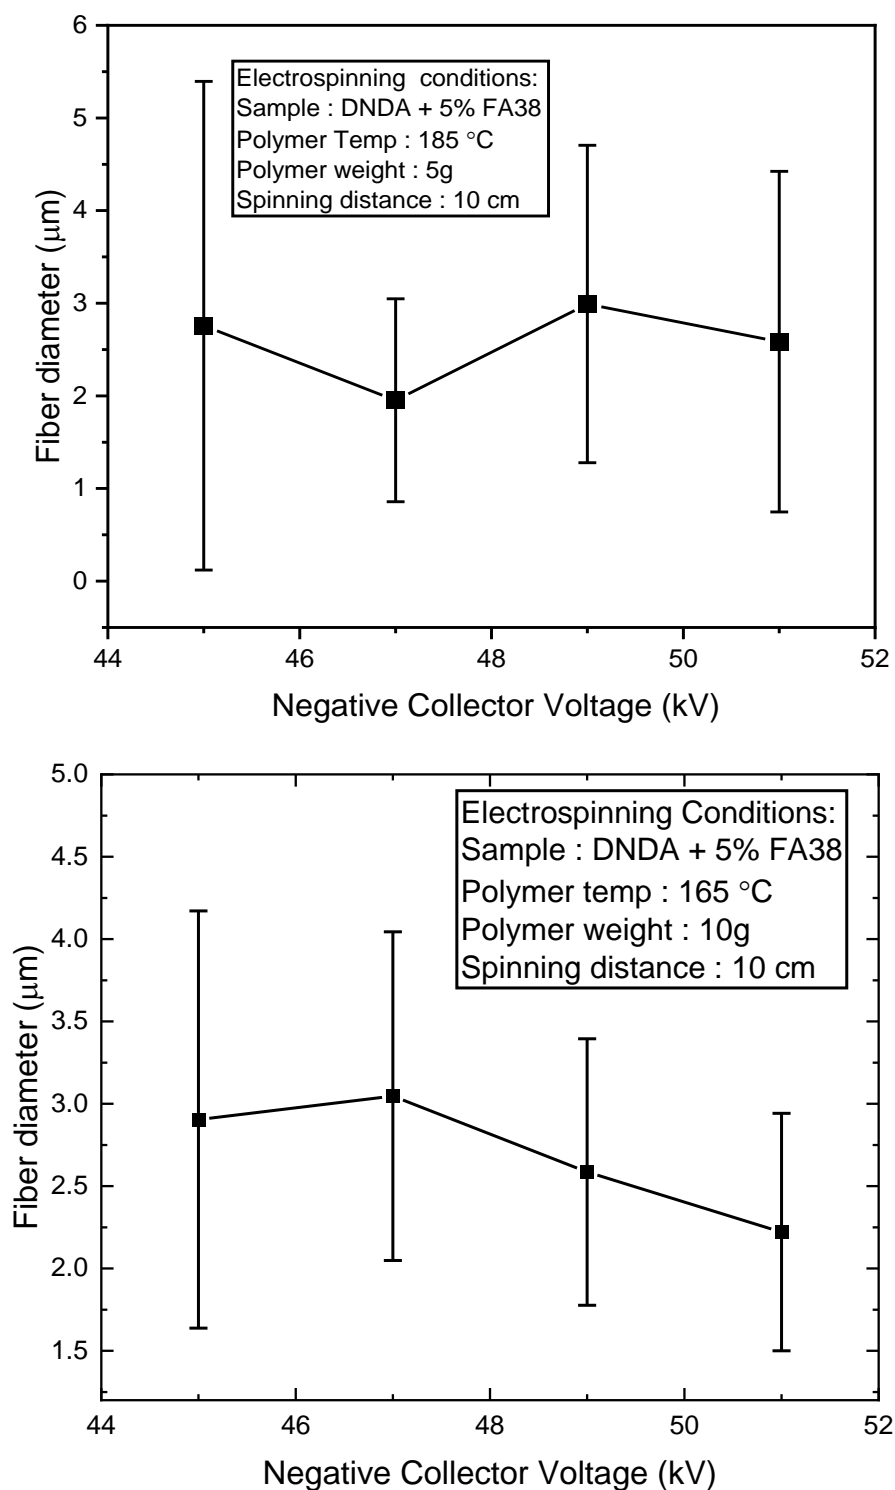 6
5
4
3
2
1
0
Fiber diameter (μm)
Electrospinning conditions:
Sample : DNDA + 5% FA38
Polymer Temp : 185 °C
Polymer weight : 5g
Spinning distance : 10 cm
44 46 48 50 52
Negative Collector Voltage (kV)
5.0
4.5
4.0
3.5
3.0
2.5
2.0
1.5
Fiber diameter (μm)
Electrospinning Conditions:
Sample : DNDA + 5% FA38
Polymer temp : 165 °C
Polymer weight : 10g
Spinning distance : 10 cm
44 46 48 50 52
Negative Collector Voltage (kV)